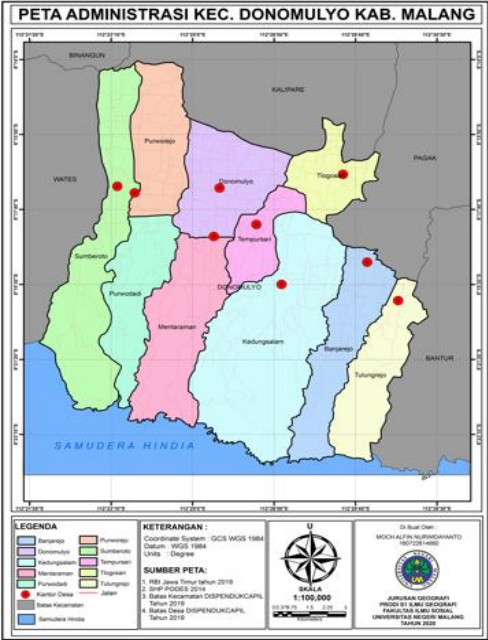 PETA ADMINISTRASI KEC. DONOMULYO KAB. MALANG
BINANGUN
KALIPARE
PAGAK
WATES
BANTUR
Purworejo
Donomulyo
Tlogosari
Tempursari
Sumberoto
Purwodadi
DONOMULYO
Mentaraman
Kedungsalam
Banjarejo
Tulungrejo
SAMUDERA HINDIA
LEGENDA
Banjarejo
Donomulyo
Kedungsalam
Mentaraman
Purwodadi
Purworejo
Sumberoto
Tempursari
Tlogosari
Tulungrejo
Kantor Desa
Jalan
Batas Kecamatan
Samudera Hindia
KETERANGAN :
Coordinate System : GCS WGS 1984
Datum : WGS 1984
Units : Degree
SUMBER PETA:
1. RBI Jawa Timur tahun 2019
2. SHP PODES 2014
3. Batas Kecamatan DISPENDUKCAPIL
Tahun 2019
4. Batas Desa DISPENDUKCAPIL
Tahun 2019
U
SKALA
1:100,000
Kilometers
Di Buat Oleh :
MOCH ALFIN NURWIDAYANTO
JURUSAN GEOGRAFI
PRODI S1 ILMU GEOGRAFI
FAKULTAS ILMU SOSIAL
UNIVERSITAS NEGERI MALANG
TAHUN 2020